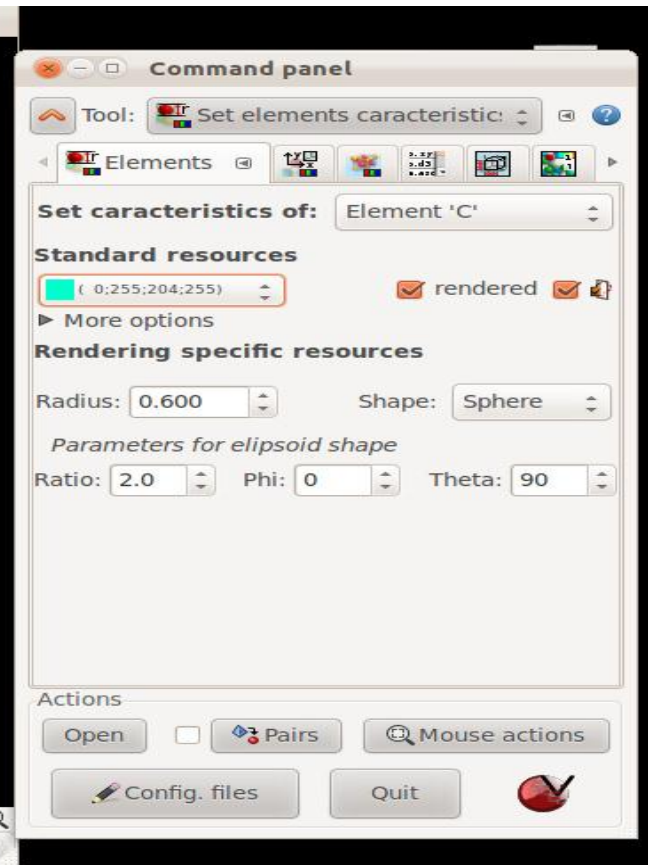 Command panel
Tool: Set elements caracteristic:
Elements
Set caracteristics of: Element 'C'
Standard resources
( 0;255;204;255) rendered
More options
Rendering specific resources
Radius: 0.600 Shape: Sphere
Parameters for elipsoid shape
Ratio: 2.0 Phi: 0 Theta: 90
Actions
Open Pairs Mouse actions
Config. files Quit